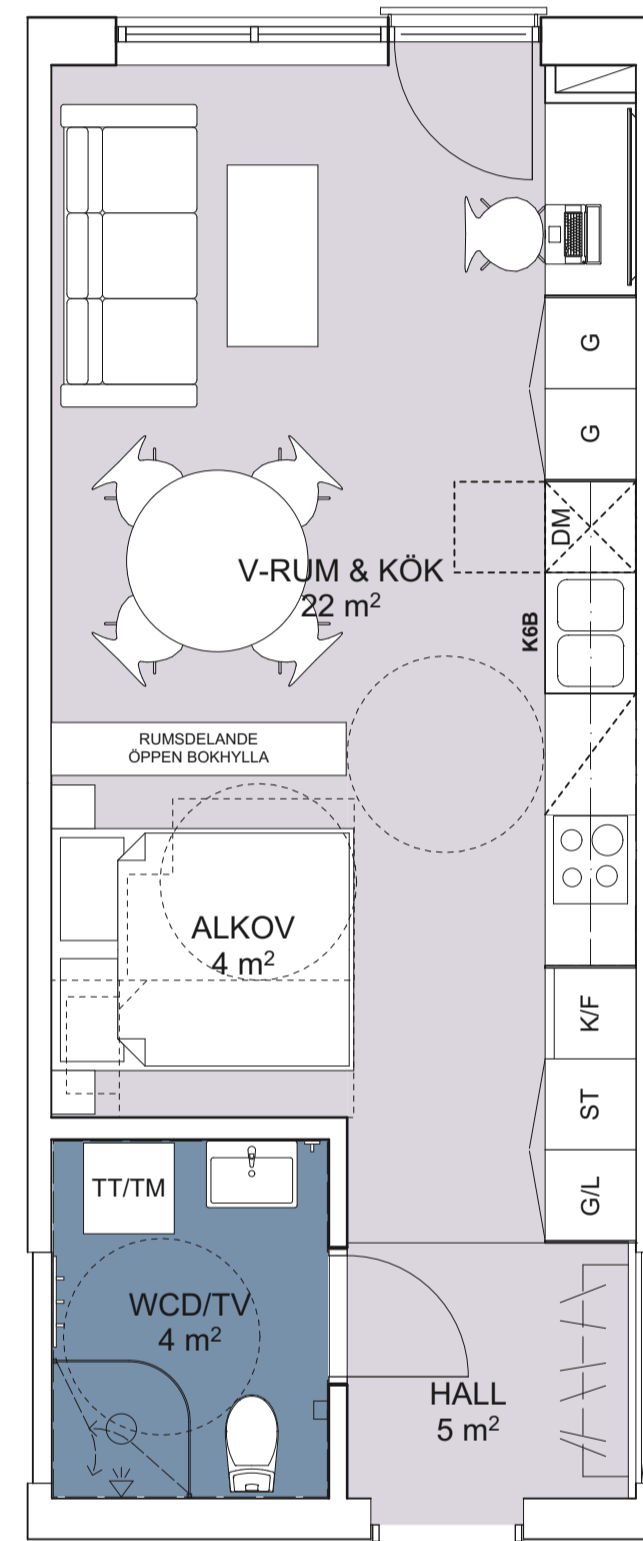 G
G
DM
V-RUM & KÖK
22 m²
K6B
RUMSDELANDE
ÖPPEN BOKHYLLA
ALKOV
4 m²
K/F
ST
G/L
TT/TM
WCD/TV
4 m²
HALL
5 m²